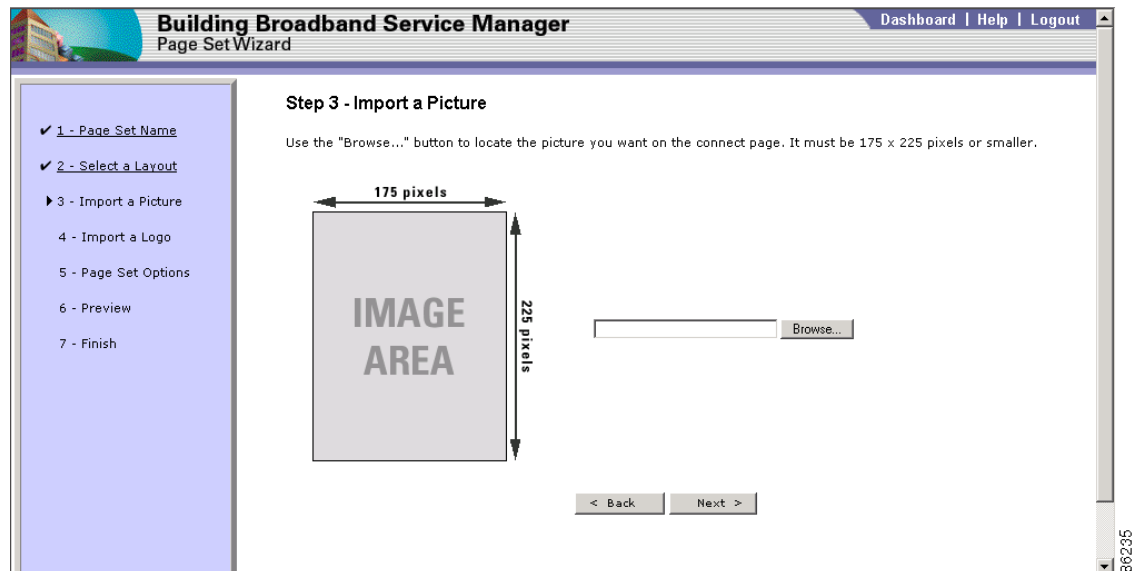 Building Broadband Service Manager
Page Set Wizard
Dashboard | Help | Logout
✔ 1 - Page Set Name
✔ 2 - Select a Layout
3 - Import a Picture
4 - Import a Logo
5 - Page Set Options
6 - Preview
7 - Finish
Step 3 - Import a Picture
Use the "Browse..." button to locate the picture you want on the connect page. It must be 175 x 225 pixels or smaller.
175 pixels
IMAGE
AREA
225 pixels
Browse...
< Back
Next >
86235